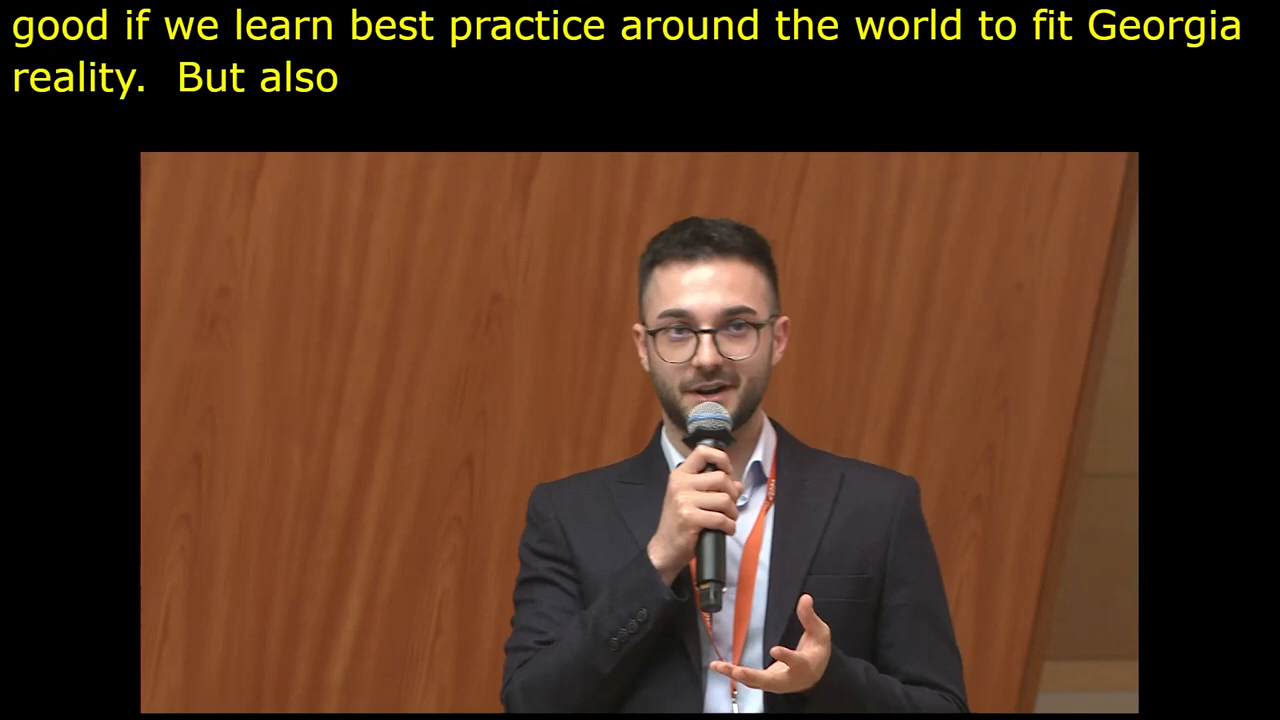 good if we learn best practice around the world to fit Georgia
reality.  But also